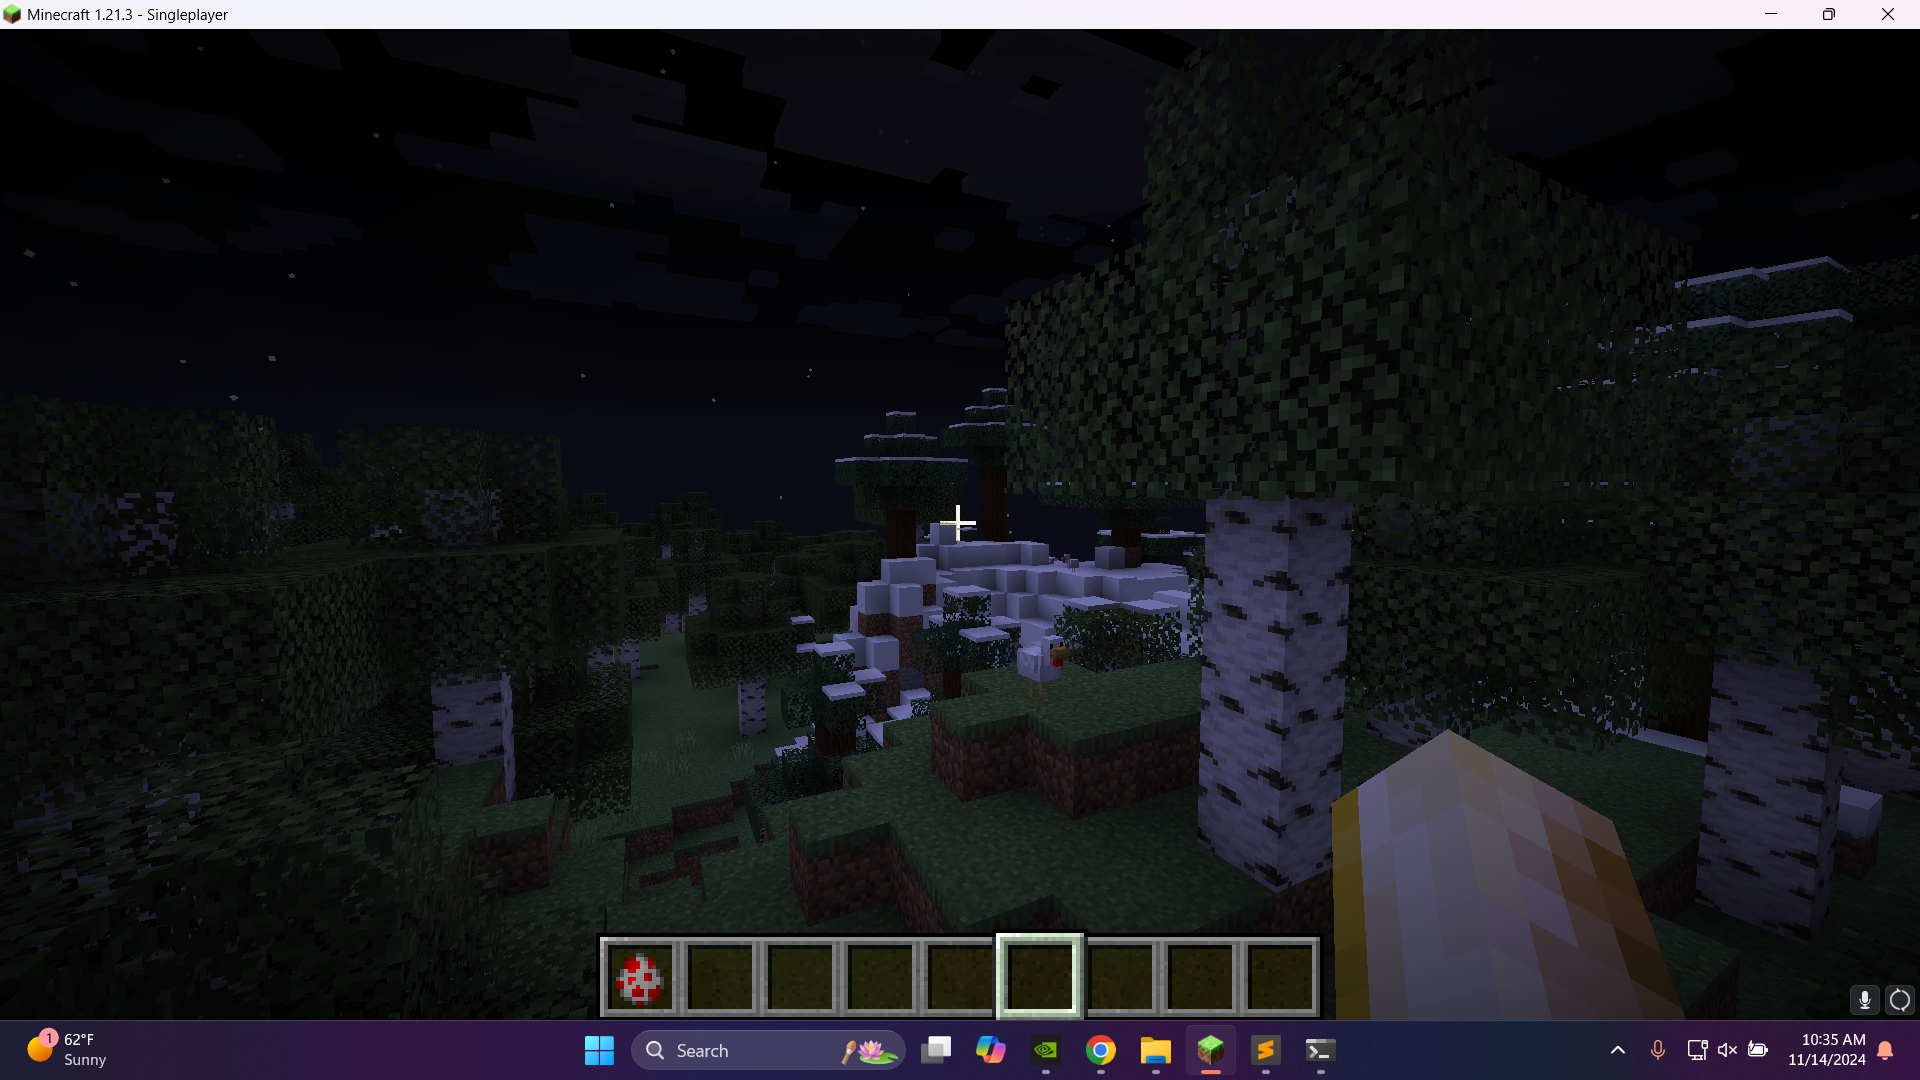 Minecraft 1.21.3 - Singleplayer
1
62°F
Sunny
Search
10:35 AM
11/14/2024